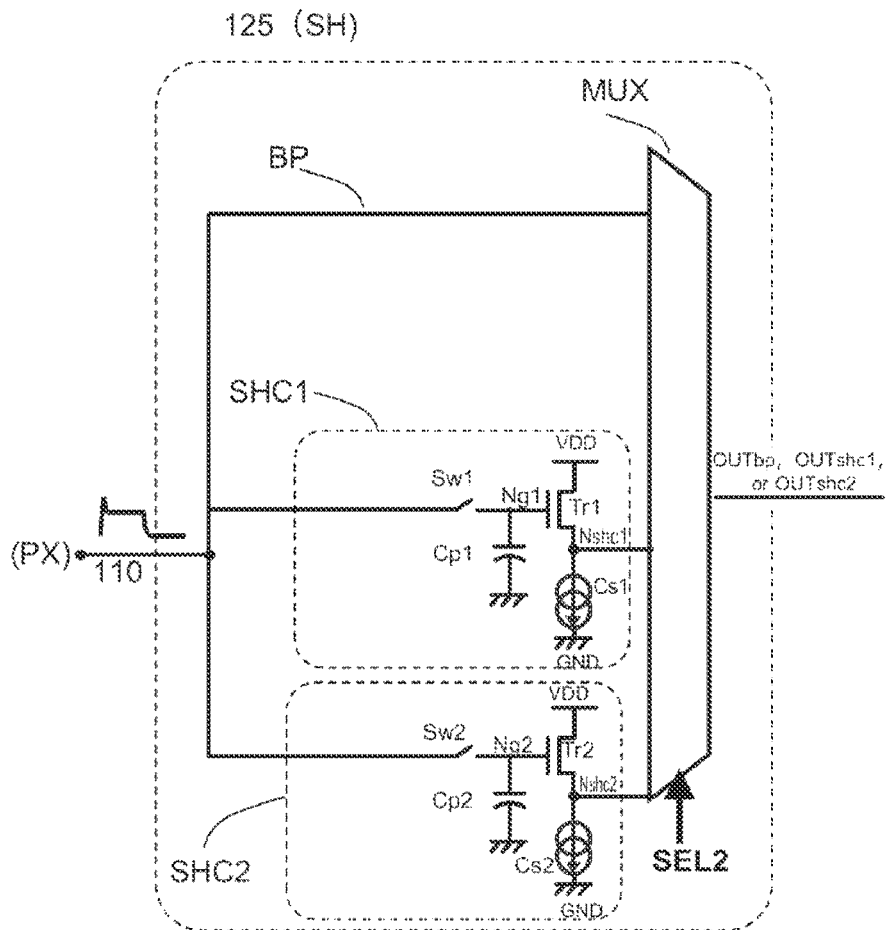 125 (SH)
MUX
BP
SHC1
VDD
Sw1
Ng1
Tr1
Nshc1
Cp1
Cs1
GND
OUTbp, OUTshc1,
or OUTshc2
(PX)
110
VDD
Sw2
Ng2
Tr2
Nshc2
Cp2
Cs2
GND
SHC2
SEL2